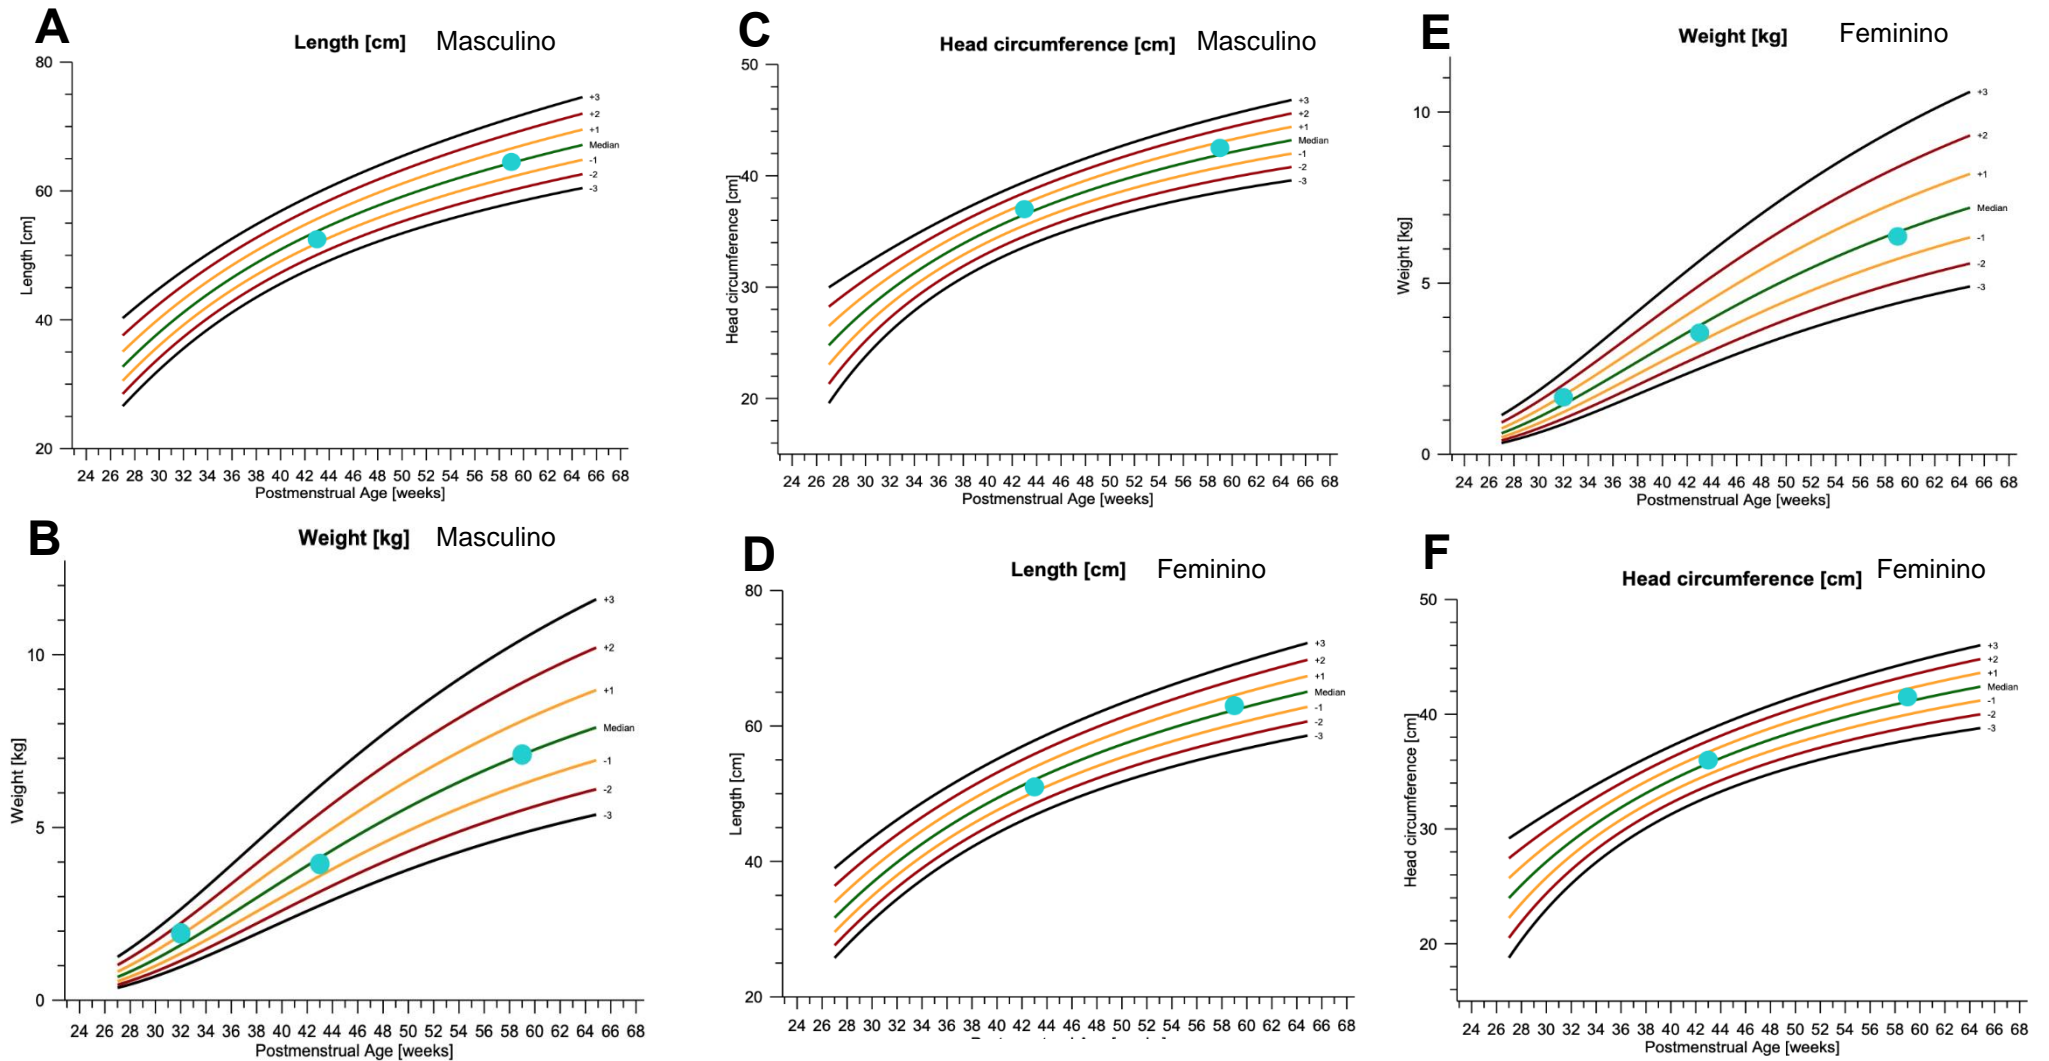 A
Length [cm] Masculino
80
60
40
20
Length [cm]
+3
+2
+1
Median
-1
-2
-3
24 26 28 30 32 34 36 38 40 42 44 46 48 50 52 54 56 58 60 62 64 66 68
Postmenstrual Age [weeks]
B
Weight [kg] Masculino
10
5
0
Weight [kg]
+3
+2
+1
Median
-1
-2
-3
24 26 28 30 32 34 36 38 40 42 44 46 48 50 52 54 56 58 60 62 64 66 68
Postmenstrual Age [weeks]
C
Head circumference [cm] Masculino
50
40
30
20
Head circumference [cm]
+3
+2
+1
Median
-1
-2
-3
24 26 28 30 32 34 36 38 40 42 44 46 48 50 52 54 56 58 60 62 64 66 68
Postmenstrual Age [weeks]
D
Length [cm] Feminino
80
60
40
20
Length [cm]
+3
+2
+1
Median
-1
-2
-3
24 26 28 30 32 34 36 38 40 42 44 46 48 50 52 54 56 58 60 62 64 66 68
E
Weight [kg] Feminino
10
5
0
Weight [kg]
+3
+2
+1
Median
-1
-2
-3
24 26 28 30 32 34 36 38 40 42 44 46 48 50 52 54 56 58 60 62 64 66 68
Postmenstrual Age [weeks]
F
Head circumference [cm] Feminino
50
40
30
20
Head circumference [cm]
+3
+2
+1
Median
-1
-2
-3
24 26 28 30 32 34 36 38 40 42 44 46 48 50 52 54 56 58 60 62 64 66 68
Postmenstrual Age [weeks]